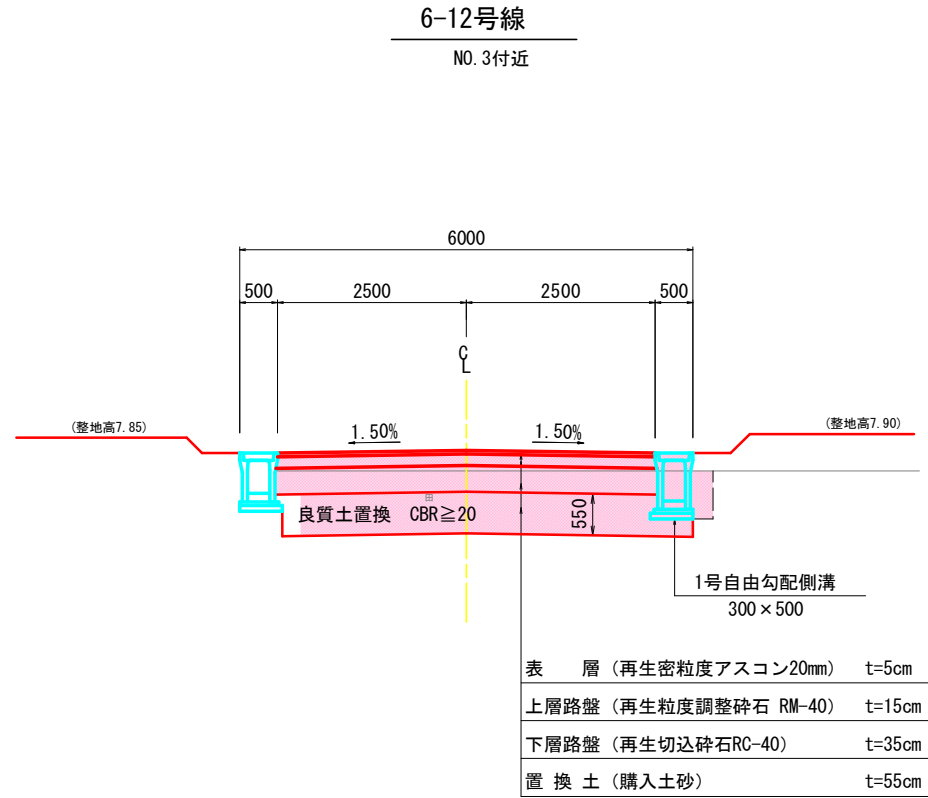 6-12号線
NO.3付近
6000
500 2500 2500 500
CL
(整地高7.85) 1.50% 1.50% (整地高7.90)
田
良質土置換 CBR≧20 550
1号自由勾配側溝
300×500
表 層 (再生密粒度アスコン20mm) t=5cm
上層路盤 (再生粒度調整砕石 RM-40) t=15cm
下層路盤 (再生切込砕石RC-40) t=35cm
置 換 土 (購入土砂) t=55cm